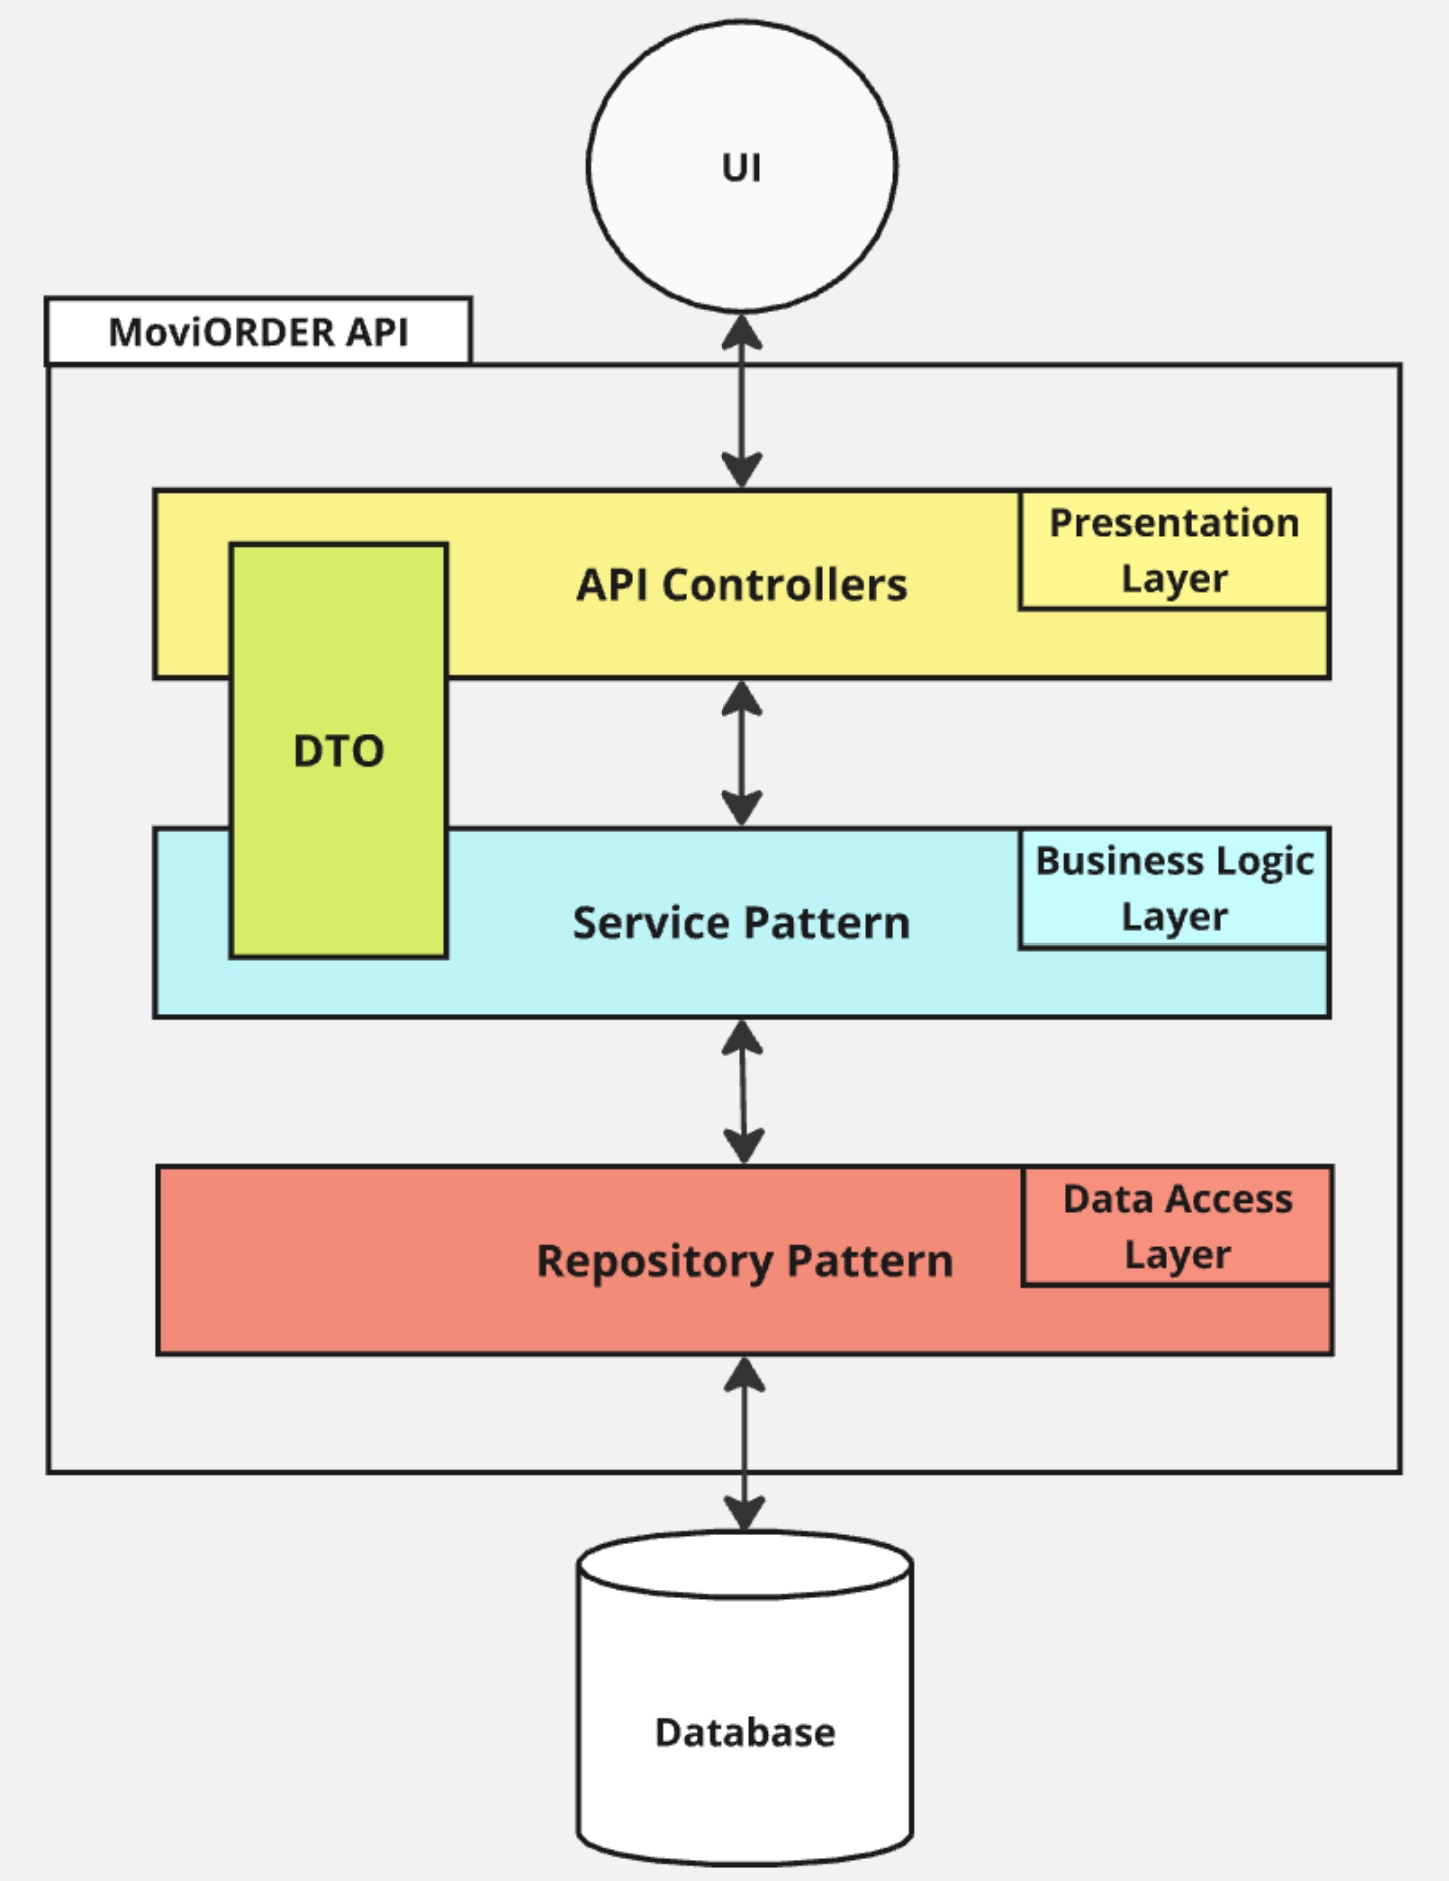 UI
MoviORDER API
API Controllers
Presentation
Layer
DTO
Service Pattern
Business Logic
Layer
Repository Pattern
Data Access
Layer
Database